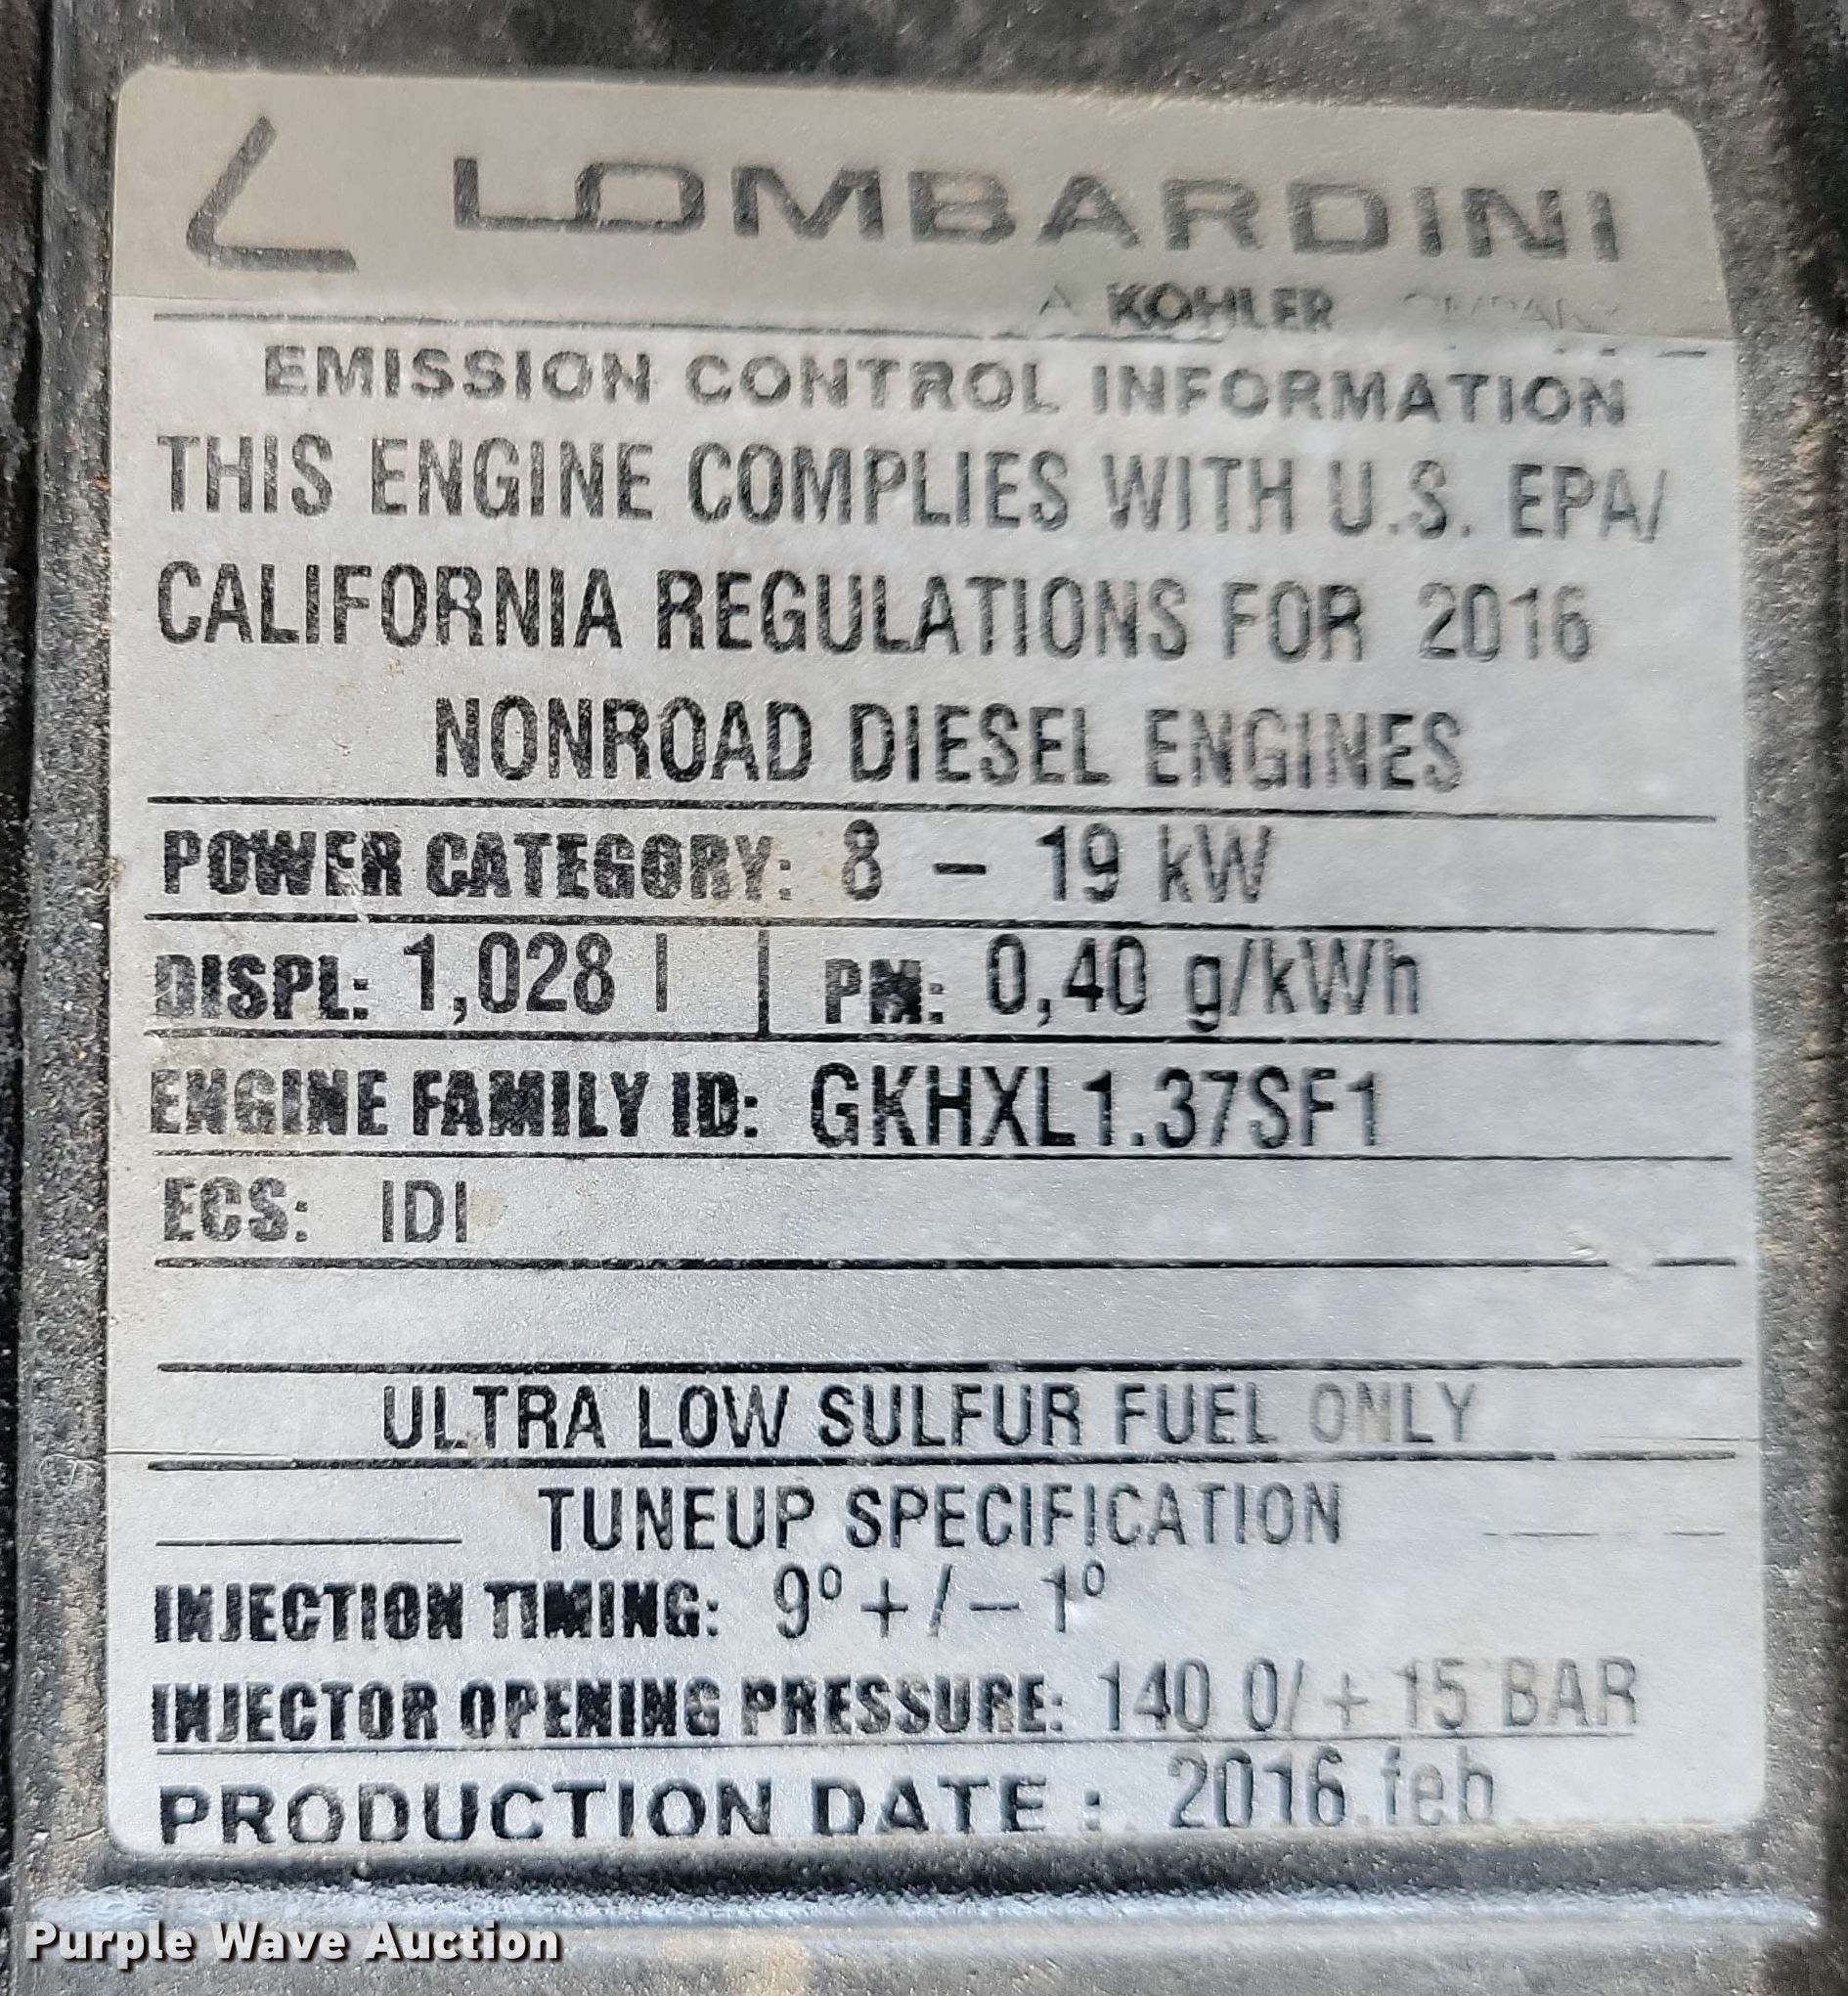 LOMBARDINI
A KOHLER COMPANY
EMISSION CONTROL INFORMATION
THIS ENGINE COMPLIES WITH U.S. EPA/
CALIFORNIA REGULATIONS FOR 2016
NONROAD DIESEL ENGINES
POWER CATEGORY: 8 – 19 kW
DISPL: 1,028 l | PM: 0,40 g/kWh
ENGINE FAMILY ID: GKHXL1.37SF1
ECS: IDI
ULTRA LOW SULFUR FUEL ONLY
TUNEUP SPECIFICATION
INJECTION TIMING: 9º+/–1º
INJECTOR OPENING PRESSURE: 140 0/+15 BAR
PRODUCTION DATE: 2016.feb
Purple Wave Auction